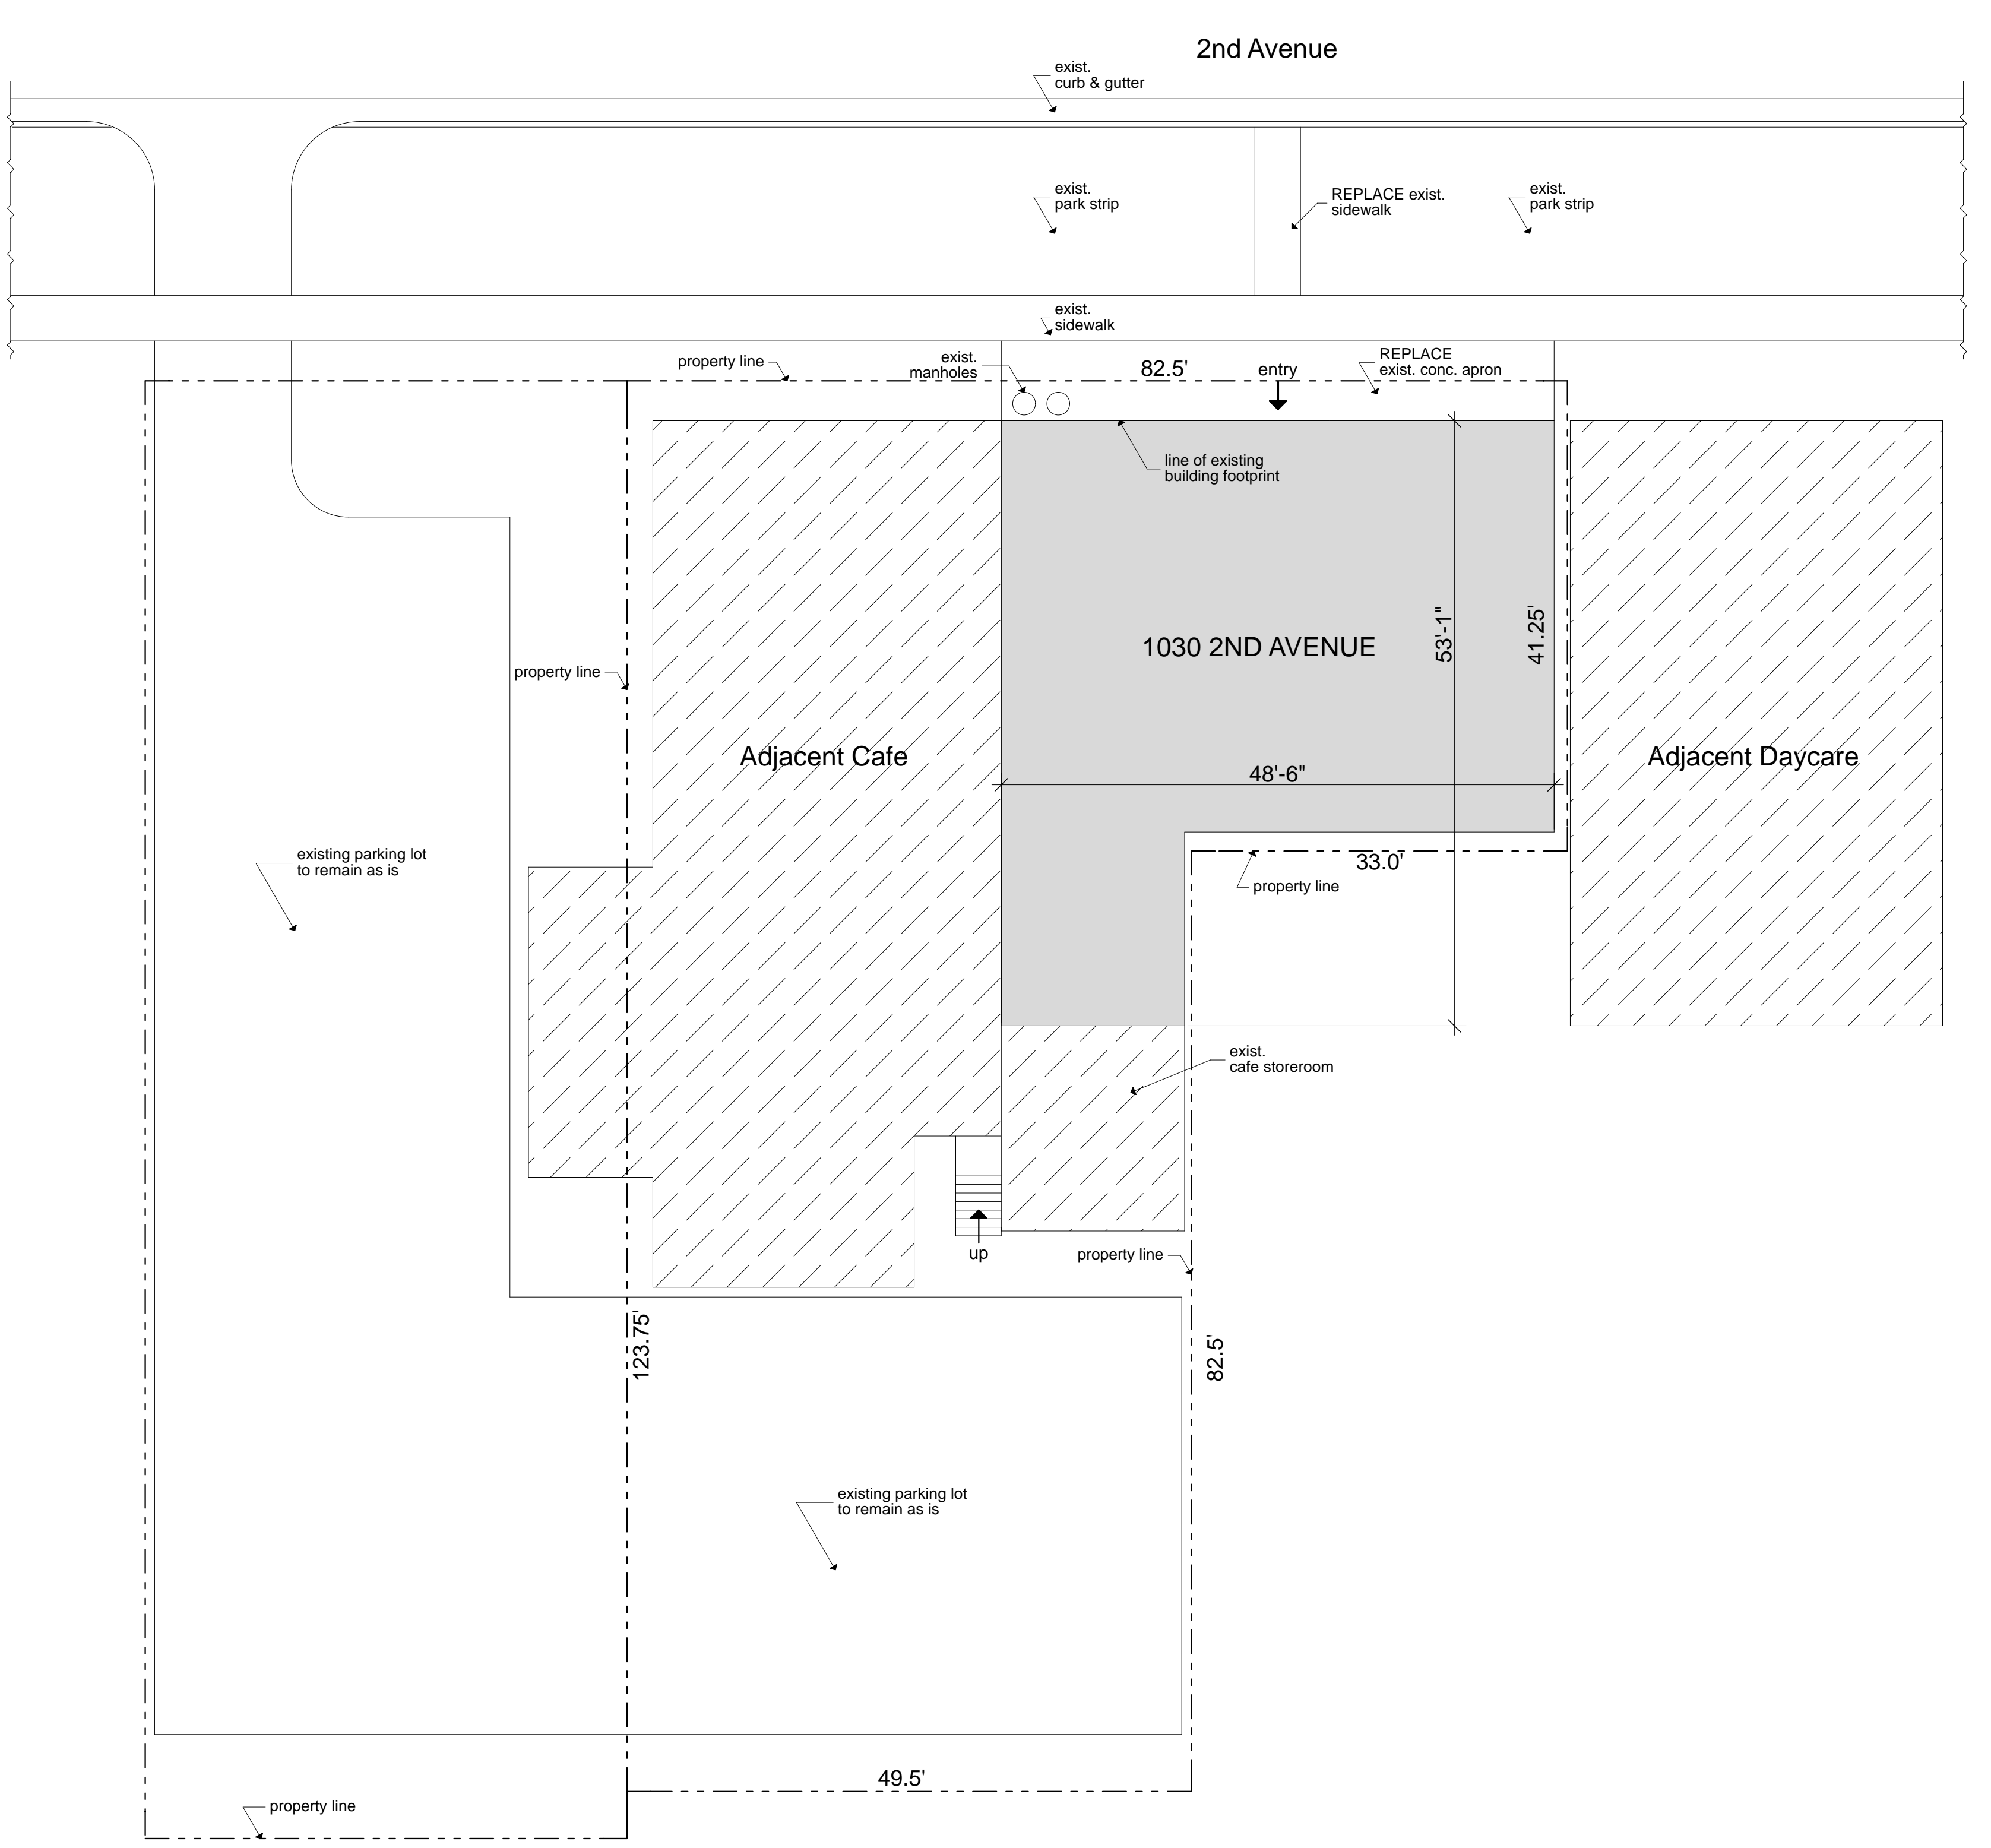 2nd Avenue
exist.
curb & gutter
exist.
park strip
REPLACE exist.
sidewalk
exist.
park strip
exist.
sidewalk
property line
exist.
manholes
82.5'
entry
REPLACE
exist. conc. apron
line of existing
building footprint
1030 2ND AVENUE
53'-1"
41.25'
property line
Adjacent Cafe
48'-6"
Adjacent Daycare
existing parking lot
to remain as is
33.0'
property line
exist.
cafe storeroom
up
property line
123.75'
82.5'
existing parking lot
to remain as is
49.5'
property line